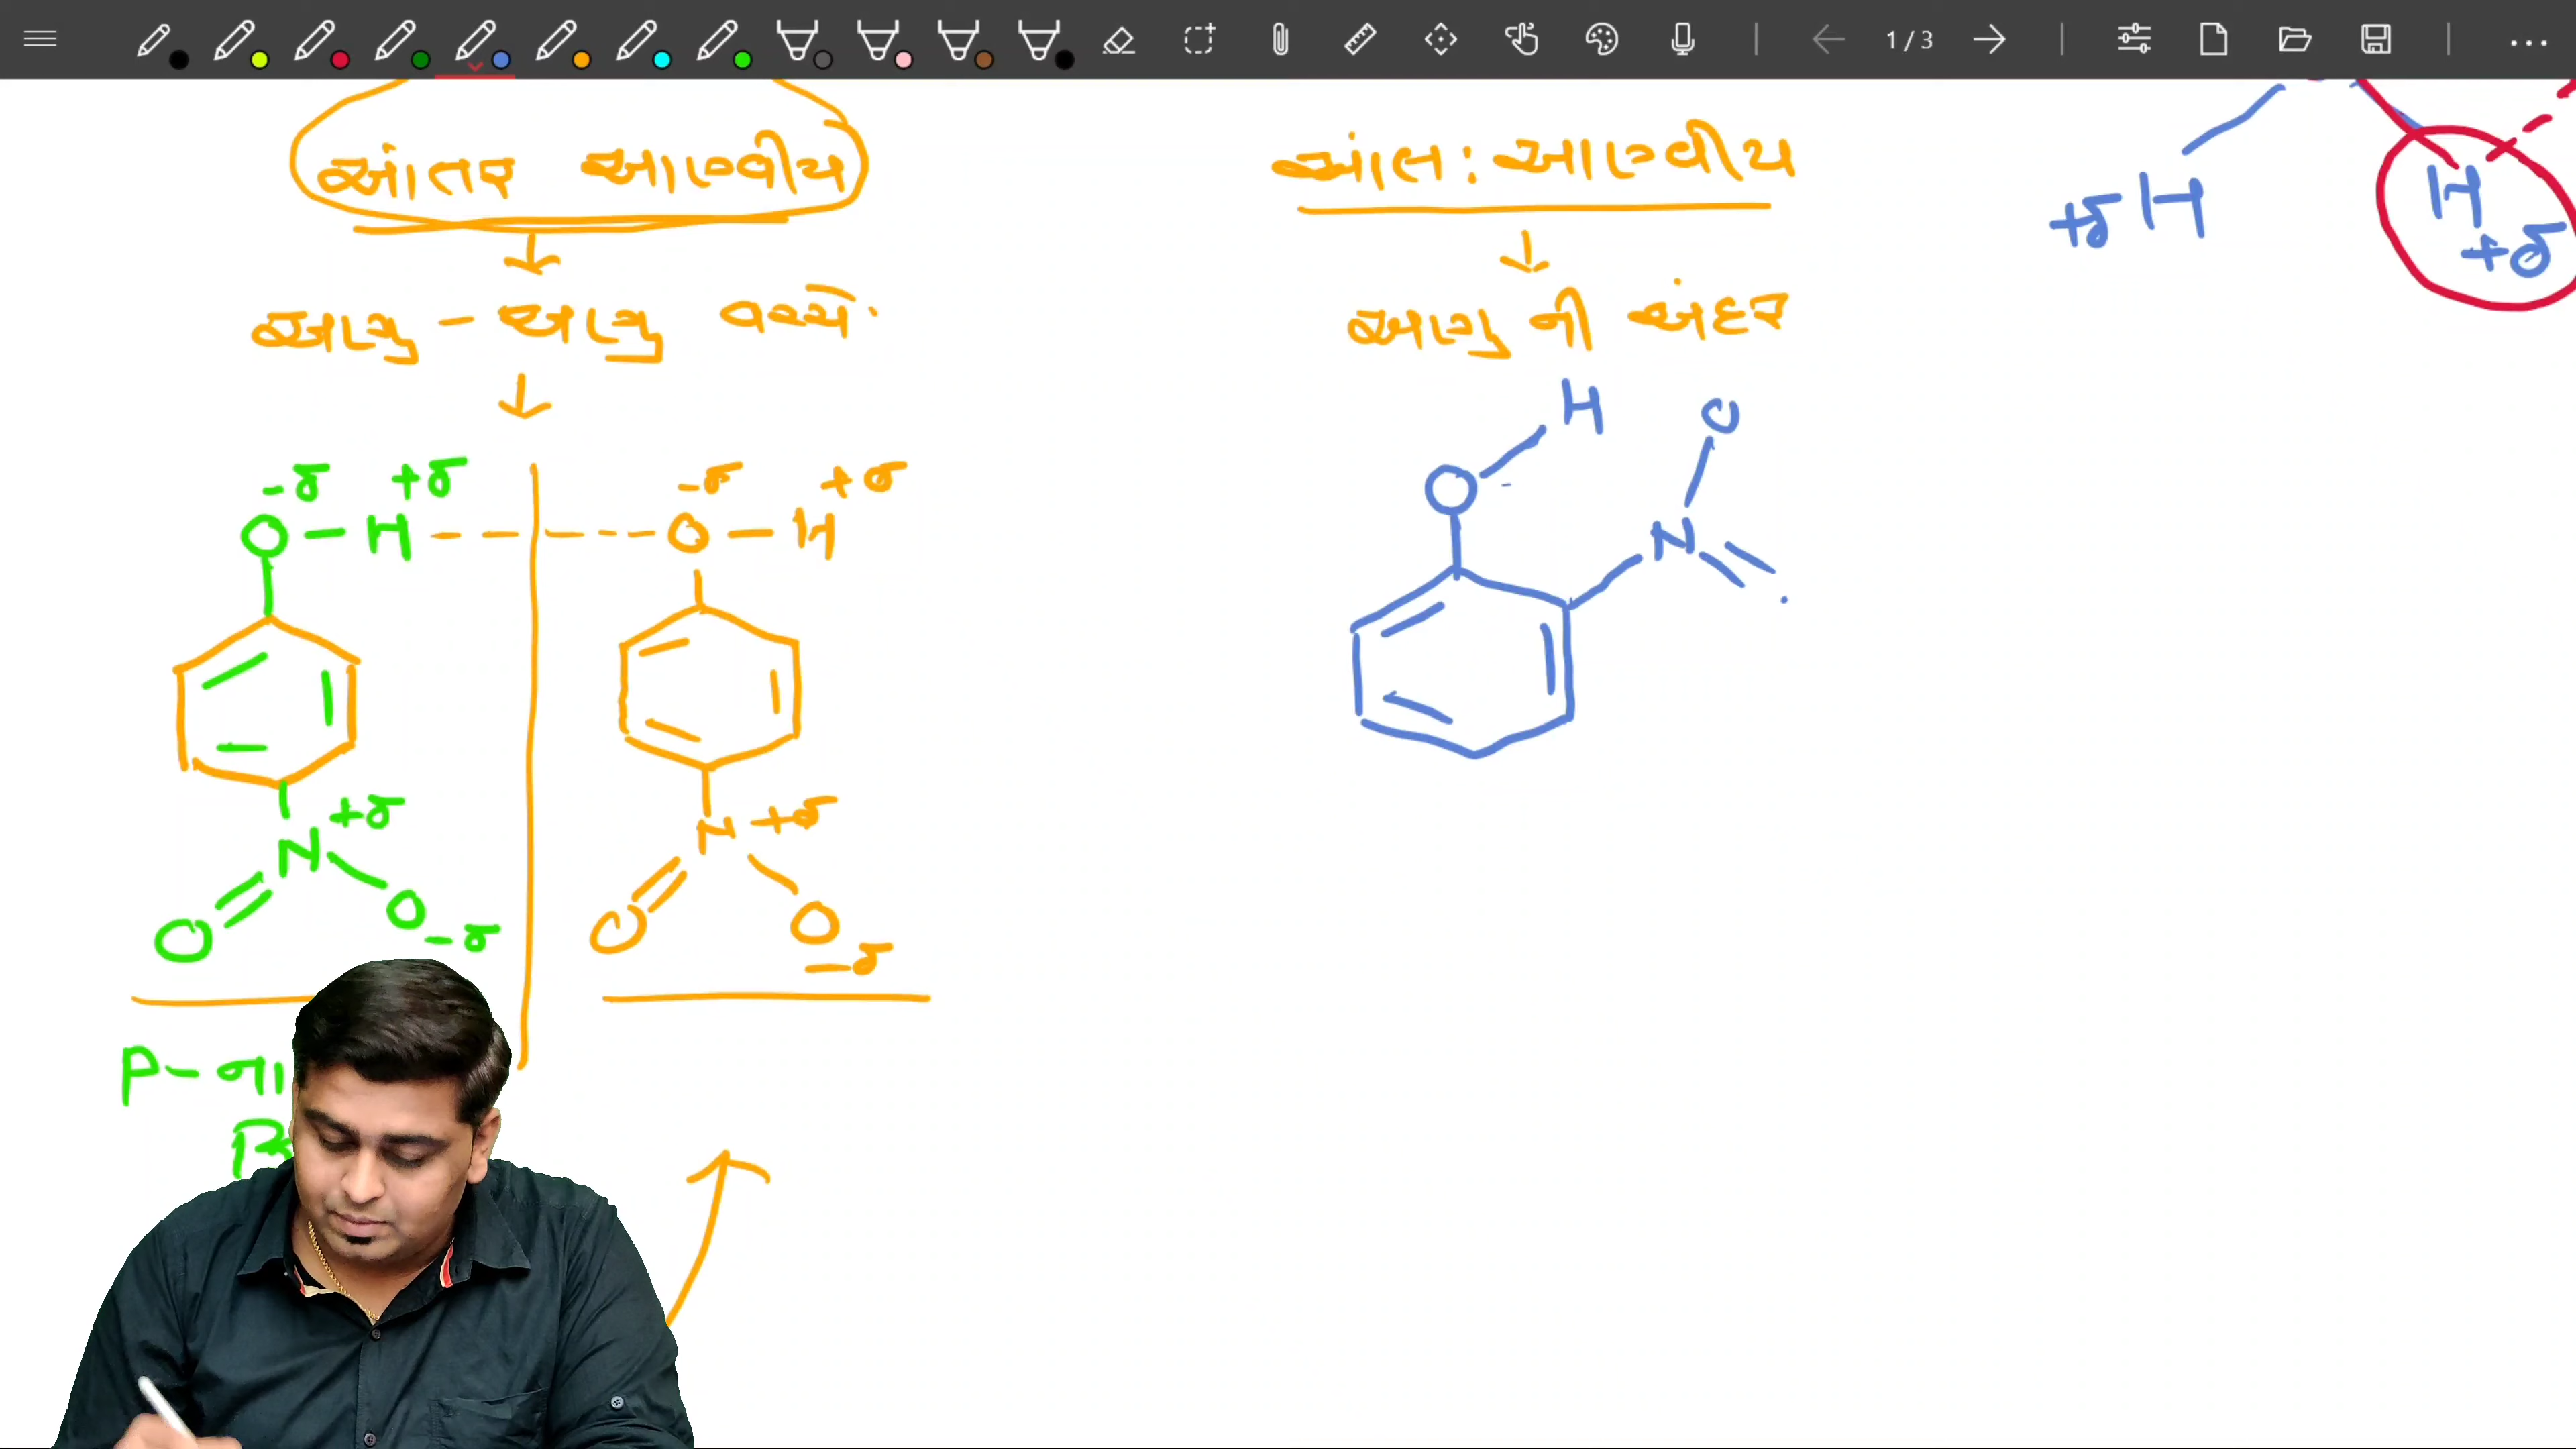 1 / 3
આંતર આણ્વીય
અણુ - અણુ વચ્ચે.
-δ +δ
O - H - - - - - - O - H
-δ +δ
N +δ
O O -δ
N +δ
O O
-δ
P- ના
અાંત: આણ્વીય
અણુ ની અંદર
H O
O N
+δ H H
+δ